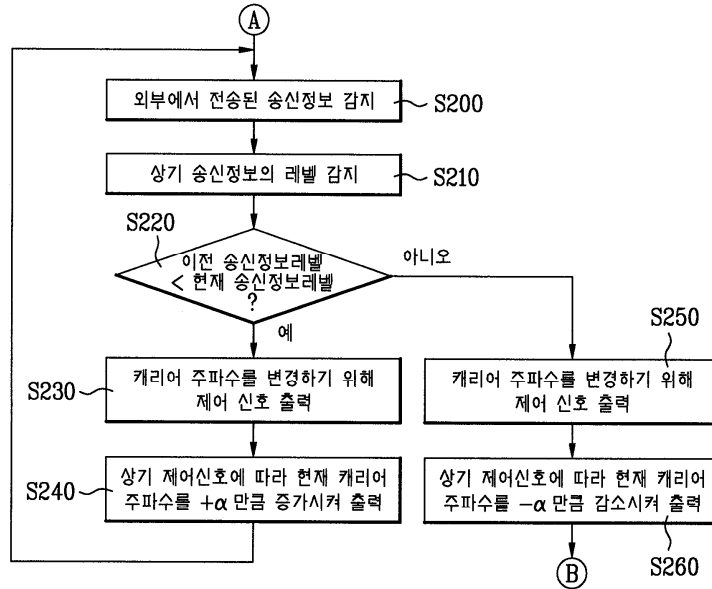 A
외부에서 전송된 송신정보 감지
S200
상기 송신정보의 레벨 감지
S210
S220
이전 송신정보레벨
< 현재 송신정보레벨
?
아니오
예
S230
캐리어 주파수를 변경하기 위해
제어 신호 출력
S250
캐리어 주파수를 변경하기 위해
제어 신호 출력
S240
상기 제어신호에 따라 현재 캐리어
주파수를 +α 만큼 증가시켜 출력
상기 제어신호에 따라 현재 캐리어
주파수를 −α 만큼 감소시켜 출력
S260
B